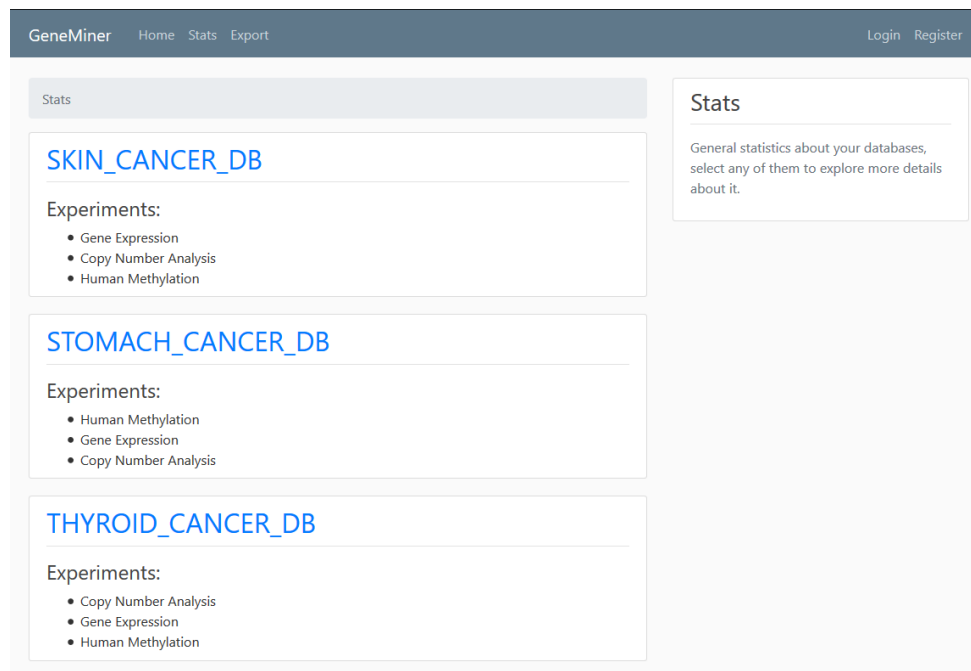 GeneMiner Home Stats Export Login Register
Stats
SKIN_CANCER_DB
Experiments:
Gene Expression
Copy Number Analysis
Human Methylation
STOMACH_CANCER_DB
Experiments:
Human Methylation
Gene Expression
Copy Number Analysis
THYROID_CANCER_DB
Experiments:
Copy Number Analysis
Gene Expression
Human Methylation
Stats
General statistics about your databases,
select any of them to explore more details
about it.